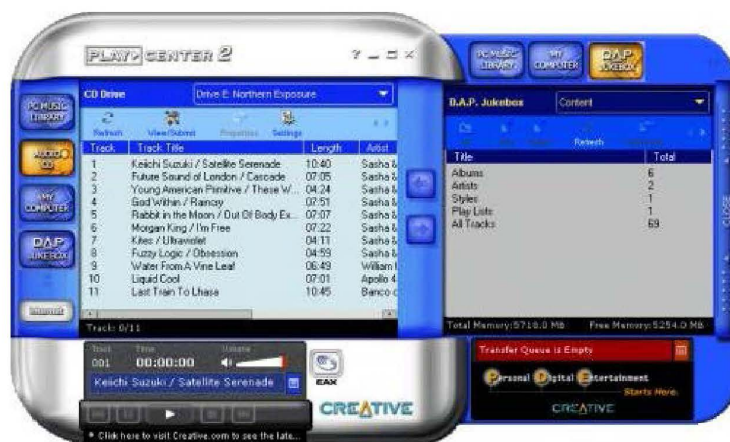 PLAY CENTER 2
PC MUSIC LIBRARY
AUDIO CD
MY COMPUTER
DAP JUKEBOX
CD Drive Drive E: Northern Exposure
Refresh View/Submit Properties Settings
Track Track Title Length Artist
1 Keiichi Suzuki / Satellite Serenade 10:40 Sasha &
2 Future Sound of London / Cascade 07:05 Sasha &
3 Young American Primitive / These W... 04:24 Sasha &
4 God Within / Raincry 07:51 Sasha &
5 Rabbit in the Moon / Out Of Body Ex... 07:07 Sasha &
6 Morgan King / I'm Free 07:22 Sasha &
7 Kites / Ultraviolet 04:11 Sasha &
8 Fuzzy Logic / Obsession 04:59 Sasha &
9 Water From A Vine Leaf 06:49 William
10 Liquid Cool 07:01 Apollo 4
11 Last Train To Lhasa 10:45 Banco
Track: 0/11
PC MUSIC LIBRARY
MY COMPUTER
DAP JUKEBOX
D.A.P. Jukebox Content
Refresh
Title Total
Albums 6
Artists 2
Styles 1
Play Lists 1
All Tracks 69
CLOSE
Total Memory:5718.0 MB Free Memory:5254.0 MB
Track Time Volume
001 00:00:00
Keiichi Suzuki / Satellite Serenade
EAX
CREATIVE
Click here to visit Creative.com to see the late...
Transfer Queue is Empty
Personal Digital Entertainment
Starts Here.
CREATIVE